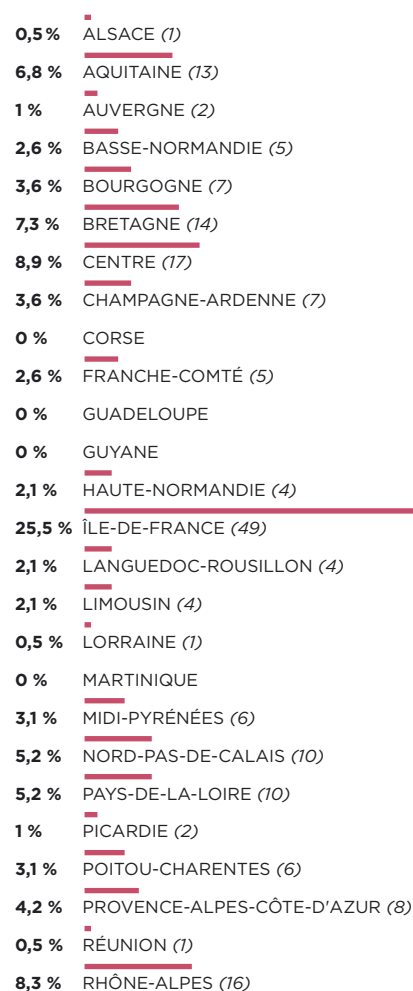 0,5 % ALSACE (1)
6,8 % AQUITAINE (13)
1 % AUVERGNE (2)
2,6 % BASSE-NORMANDIE (5)
3,6 % BOURGOGNE (7)
7,3 % BRETAGNE (14)
8,9 % CENTRE (17)
3,6 % CHAMPAGNE-ARDENNE (7)
0 % CORSE
2,6 % FRANCHE-COMTÉ (5)
0 % GUADELOUPE
0 % GUYANE
2,1 % HAUTE-NORMANDIE (4)
25,5 % ÎLE-DE-FRANCE (49)
2,1 % LANGUEDOC-ROUSILLON (4)
2,1 % LIMOUSIN (4)
0,5 % LORRAINE (1)
0 % MARTINIQUE
3,1 % MIDI-PYRÉNÉES (6)
5,2 % NORD-PAS-DE-CALAIS (10)
5,2 % PAYS-DE-LA-LOIRE (10)
1 % PICARDIE (2)
3,1 % POITOU-CHARENTES (6)
4,2 % PROVENCE-ALPES-CÔTE-D'AZUR (8)
0,5 % RÉUNION (1)
8,3 % RHÔNE-ALPES (16)